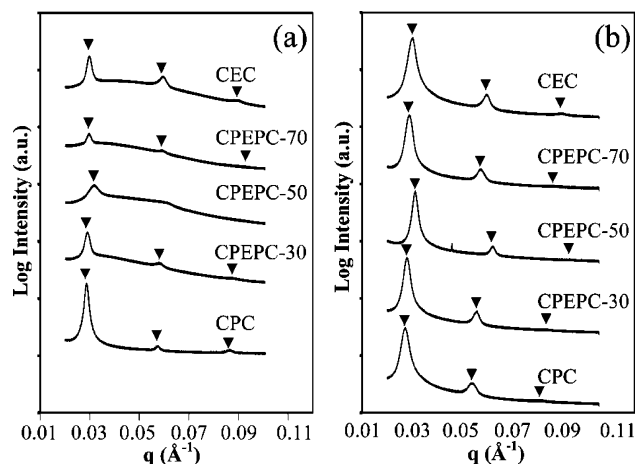 (a)
CEC
CPEPC-70
CPEPC-50
CPEPC-30
CPC
Log Intensity (a.u.)
0.01 0.03 0.05 0.07 0.09 0.11
q (Å⁻¹)
(b)
CEC
CPEPC-70
CPEPC-50
CPEPC-30
CPC
Log Intensity (a.u.)
0.01 0.03 0.05 0.07 0.09 0.11
q (Å⁻¹)